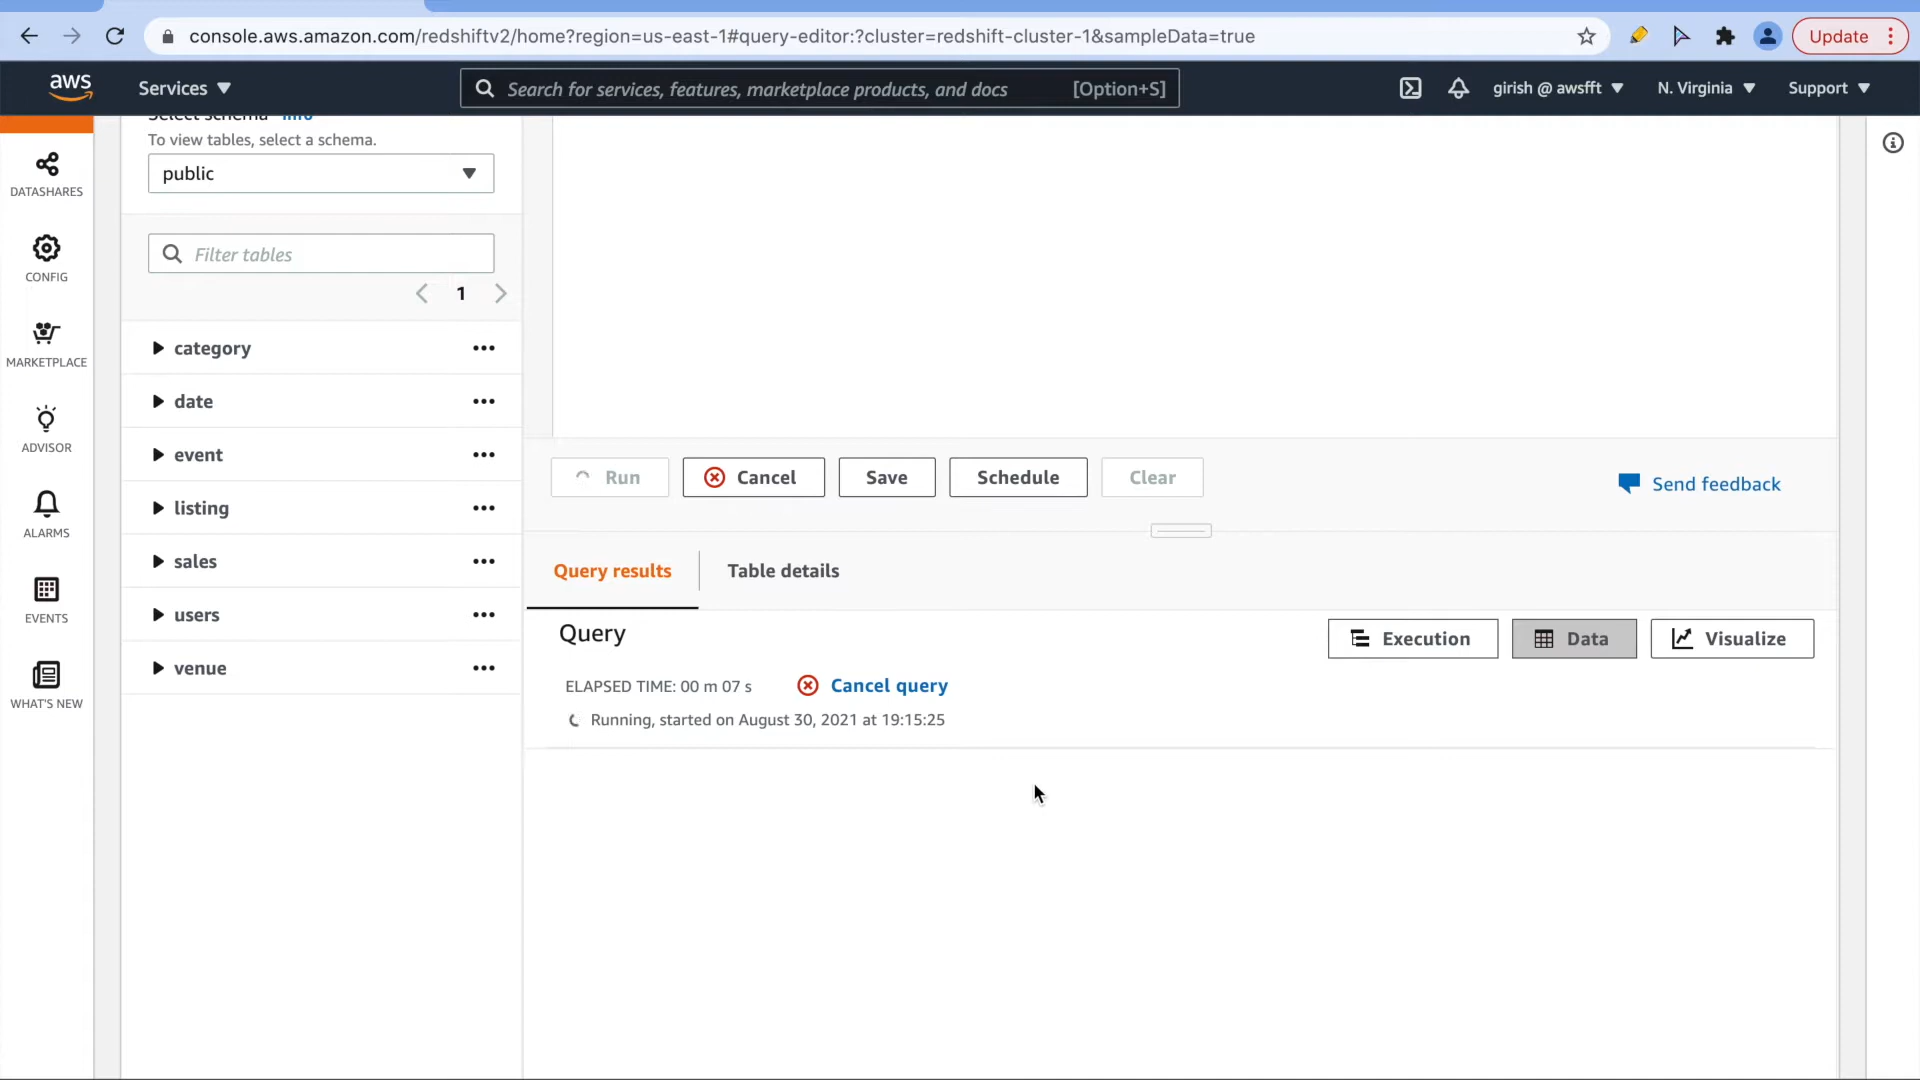 console.aws.amazon.com/redshiftv2/home?region=us-east-1#query-editor:?cluster=redshift-cluster-1&sampleData=true
Update
aws
Services
Search for services, features, marketplace products, and docs
[Option+S]
girish @ awsfft
N. Virginia
Support
Select schema Info
To view tables, select a schema.
public
Filter tables
1
DATASHARES
CONFIG
MARKETPLACE
ADVISOR
ALARMS
EVENTS
WHAT'S NEW
category
date
event
listing
sales
users
venue
Run
Cancel
Save
Schedule
Clear
Send feedback
Query results
Table details
Query
Execution
Data
Visualize
ELAPSED TIME: 00 m 07 s
Cancel query
Running, started on August 30, 2021 at 19:15:25